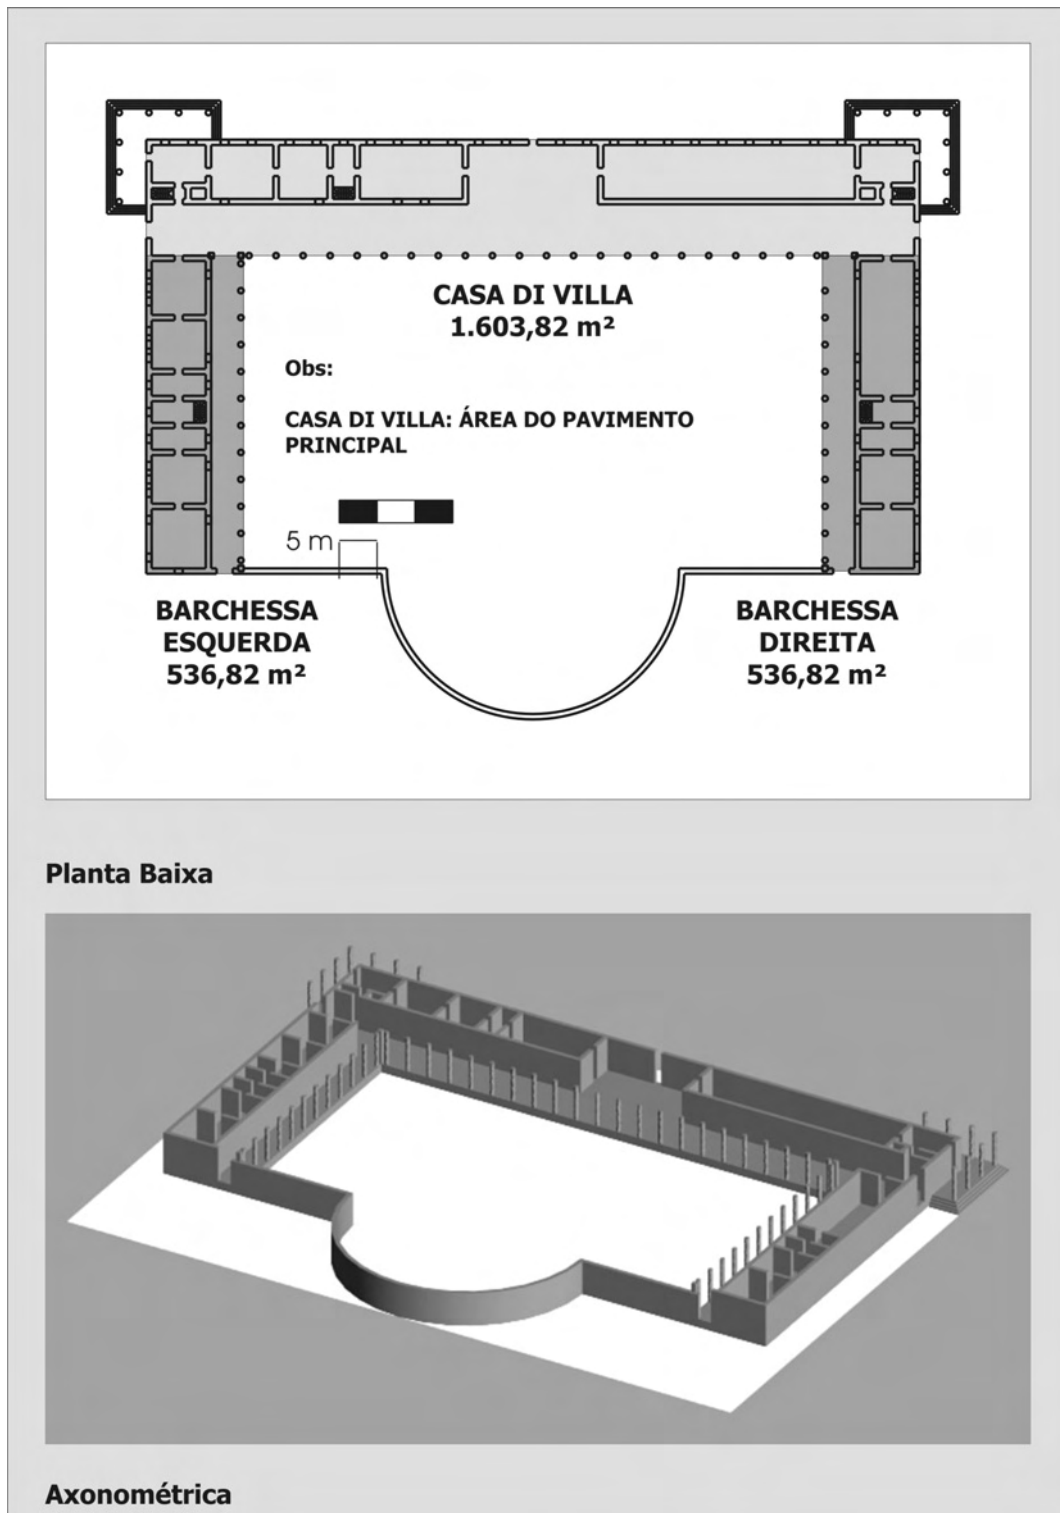 CASA DI VILLA
1.603,82 m²
Obs:
CASA DI VILLA: ÁREA DO PAVIMENTO
PRINCIPAL
5 m
BARCHESSA
ESQUERDA
536,82 m²
BARCHESSA
DIREITA
536,82 m²
Planta Baixa
Axonométrica